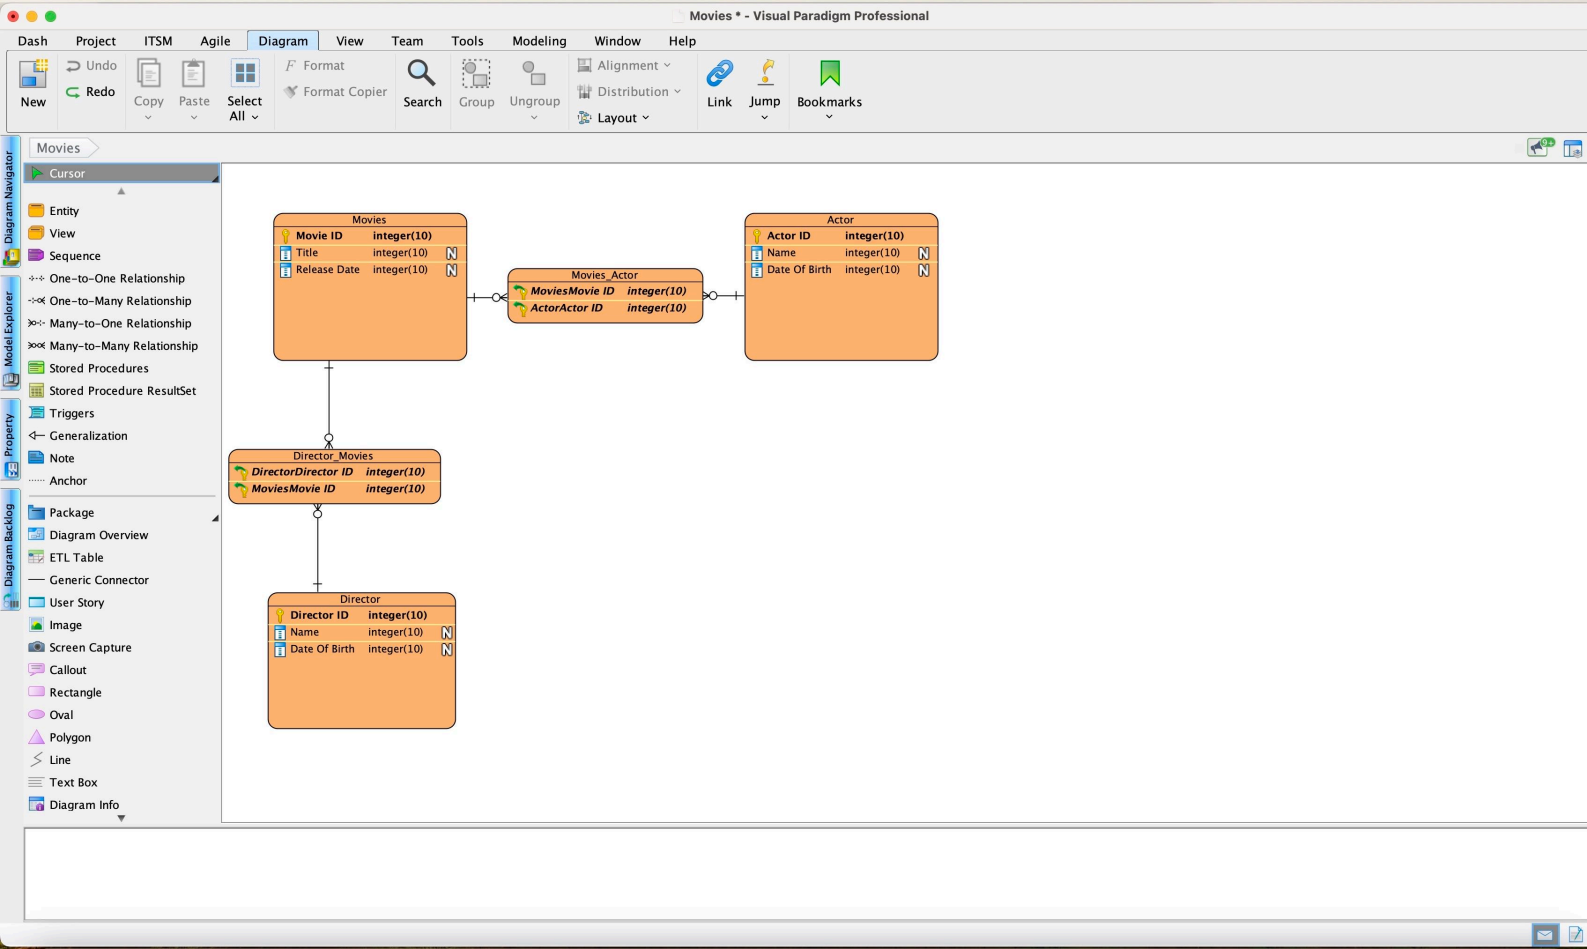 Movies * - Visual Paradigm Professional
Dash Project ITSM Agile Diagram View Team Tools Modeling Window Help
New
Undo
Redo
Copy
Paste
Select
All
F Format
Format Copier
Search
Group
Ungroup
Alignment
Distribution
Layout
Link
Jump
Bookmarks
Movies
9+
Diagram Navigator
Model Explorer
Property
Diagram Backlog
Cursor
Entity
View
Sequence
One-to-One Relationship
One-to-Many Relationship
Many-to-One Relationship
Many-to-Many Relationship
Stored Procedures
Stored Procedure ResultSet
Triggers
Generalization
Note
Anchor
Package
Diagram Overview
ETL Table
Generic Connector
User Story
Image
Screen Capture
Callout
Rectangle
Oval
Polygon
Line
Text Box
Diagram Info
Movies
Movie ID integer(10)
Title integer(10) N
Release Date integer(10) N
Movies_Actor
MoviesMovie ID integer(10)
ActorActor ID integer(10)
Actor
Actor ID integer(10)
Name integer(10) N
Date Of Birth integer(10) N
Director_Movies
DirectorDirector ID integer(10)
MoviesMovie ID integer(10)
Director
Director ID integer(10)
Name integer(10) N
Date Of Birth integer(10) N